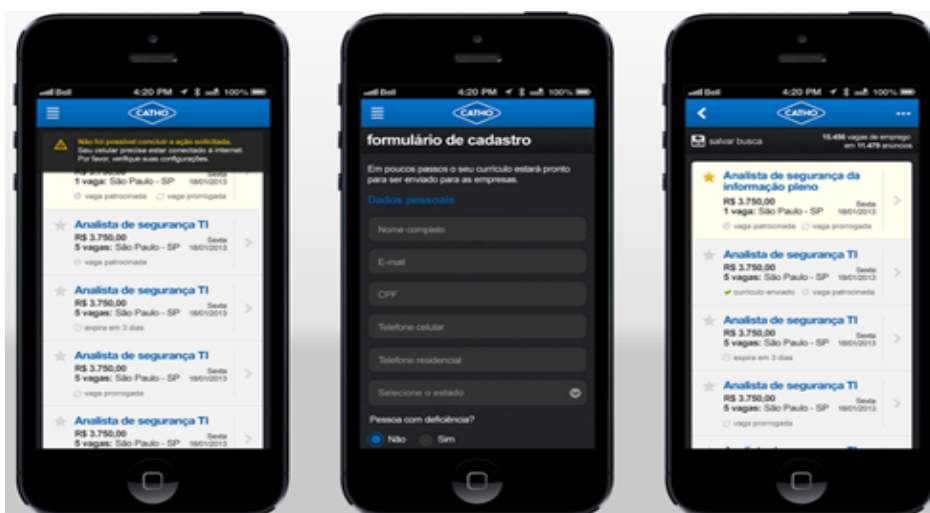 Bell 4:20 PM 100%
CATHO
Não foi possível concluir a ação solicitada.
Seu celular precisa estar conectado à internet.
Por favor, verifique suas configurações.
R$ 3.750,00 Sexta
1 vaga: São Paulo - SP 18/01/2013
vaga patrocinada vaga prorrogada
Analista de segurança TI
R$ 3.750,00 Sexta
5 vagas: São Paulo - SP 18/01/2013
vaga patrocinada
Analista de segurança TI
R$ 3.750,00 Sexta
5 vagas: São Paulo - SP 18/01/2013
expira em 3 dias
Analista de segurança TI
R$ 3.750,00 Sexta
5 vagas: São Paulo - SP 18/01/2013
vaga prorrogada
Analista de segurança TI
R$ 3.750,00 Sexta
5 vagas: São Paulo - SP 18/01/2013
Bell 4:20 PM 100%
CATHO
formulário de cadastro
Em poucos passos o seu currículo estará pronto
para ser enviado para as empresas.
Dados pessoais
Nome completo
E-mail
CPF
Telefone celular
Telefone residencial
Selecione o estado
Pessoa com deficiência?
Não Sim
Bell 4:20 PM 100%
CATHO
salvar busca 15.486 vagas de emprego
em 11.479 anúncios
Analista de segurança da
informação pleno
R$ 3.750,00 Sexta
1 vaga: São Paulo - SP 18/01/2013
vaga patrocinada vaga prorrogada
Analista de segurança TI
R$ 3.750,00 Sexta
5 vagas: São Paulo - SP 18/01/2013
currículo enviado vaga patrocinada
Analista de segurança TI
R$ 3.750,00 Sexta
5 vagas: São Paulo - SP 18/01/2013
expira em 3 dias
Analista de segurança TI
R$ 3.750,00 Sexta
5 vagas: São Paulo - SP 18/01/2013
vaga prorrogada